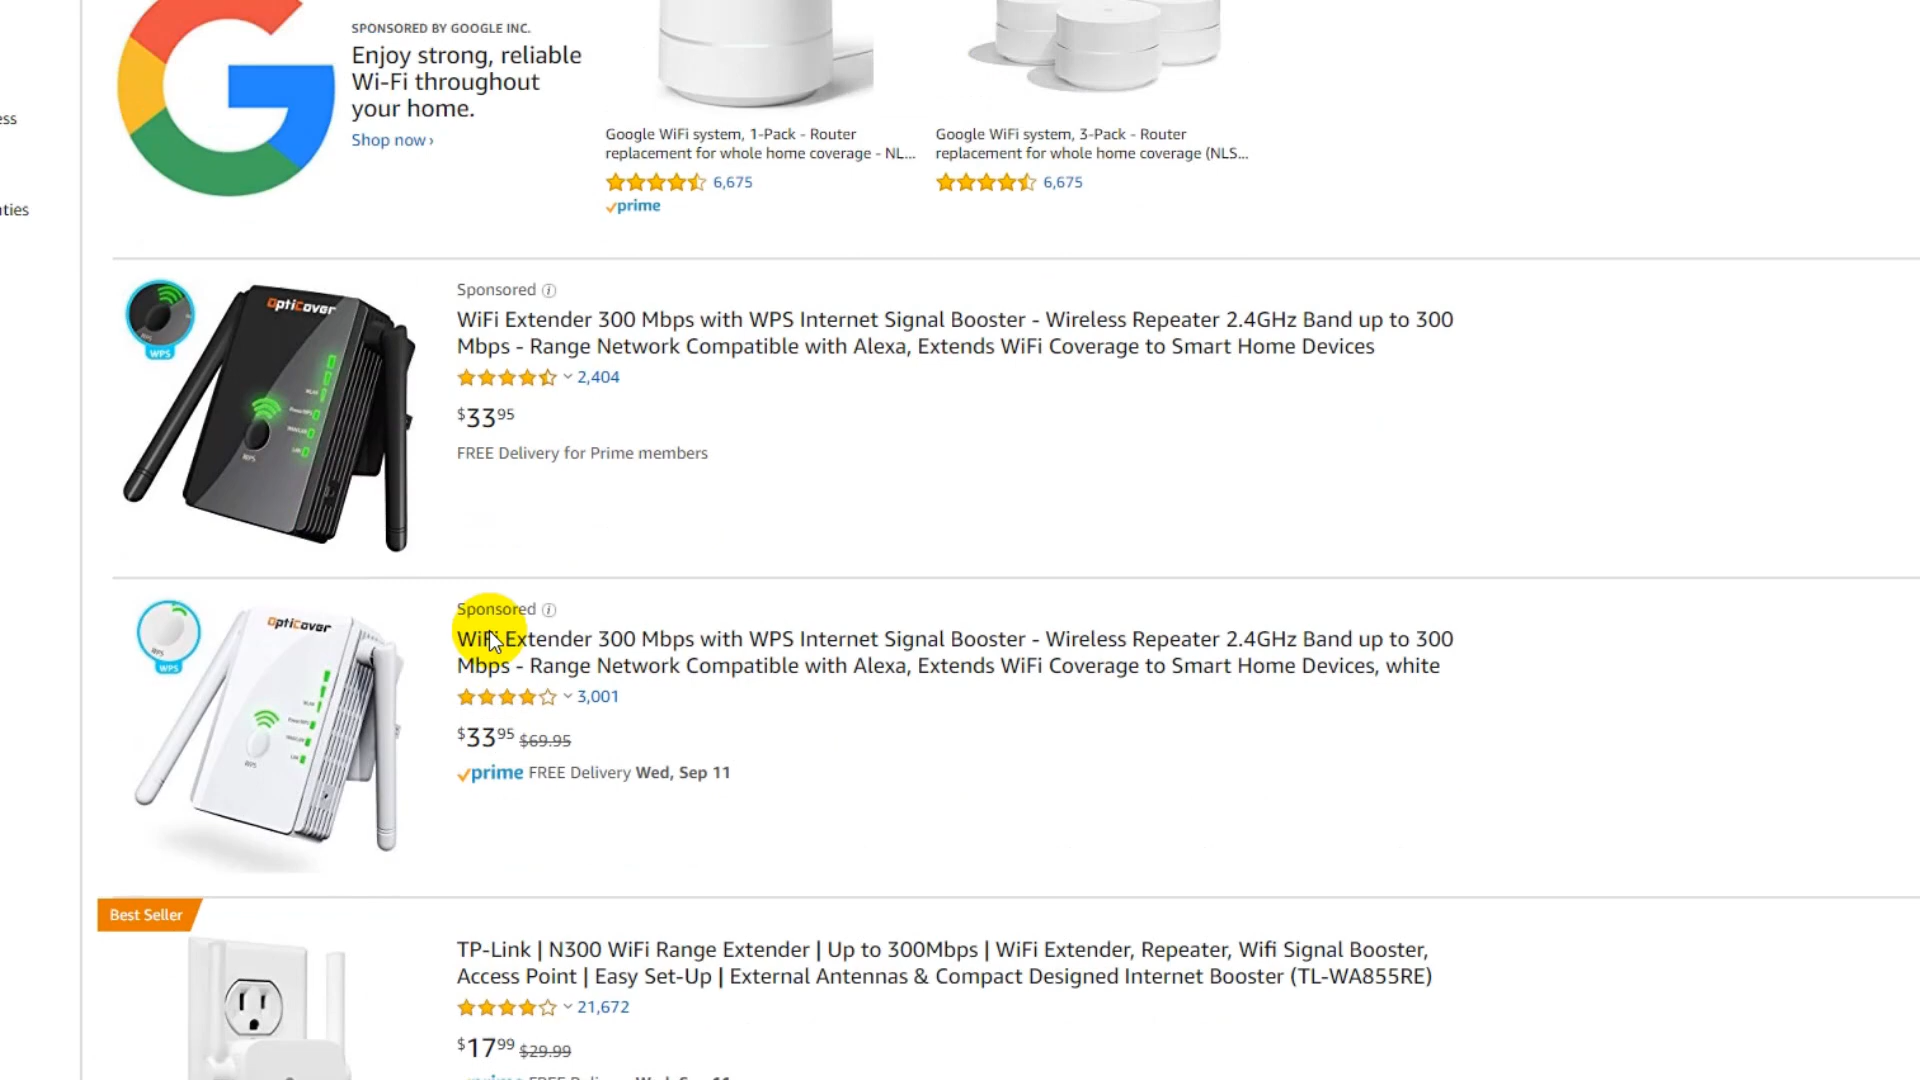 SPONSORED BY GOOGLE INC.
Enjoy strong, reliable
Wi-Fi throughout
your home.
Shop now ›
Google WiFi system, 1-Pack - Router
replacement for whole home coverage - NL...
6,675
prime
Google WiFi system, 3-Pack - Router
replacement for whole home coverage (NLS...
6,675
ess
uties
OptiCover
WPS
WPS
Sponsored
WiFi Extender 300 Mbps with WPS Internet Signal Booster - Wireless Repeater 2.4GHz Band up to 300
Mbps - Range Network Compatible with Alexa, Extends WiFi Coverage to Smart Home Devices
2,404
$33 95
FREE Delivery for Prime members
OptiCover
WPS
WPS
Sponsored
WiFi Extender 300 Mbps with WPS Internet Signal Booster - Wireless Repeater 2.4GHz Band up to 300
Mbps - Range Network Compatible with Alexa, Extends WiFi Coverage to Smart Home Devices, white
3,001
$33 95 $69.95
prime FREE Delivery Wed, Sep 11
Best Seller
TP-Link | N300 WiFi Range Extender | Up to 300Mbps | WiFi Extender, Repeater, Wifi Signal Booster,
Access Point | Easy Set-Up | External Antennas & Compact Designed Internet Booster (TL-WA855RE)
21,672
$17 99 $29.99